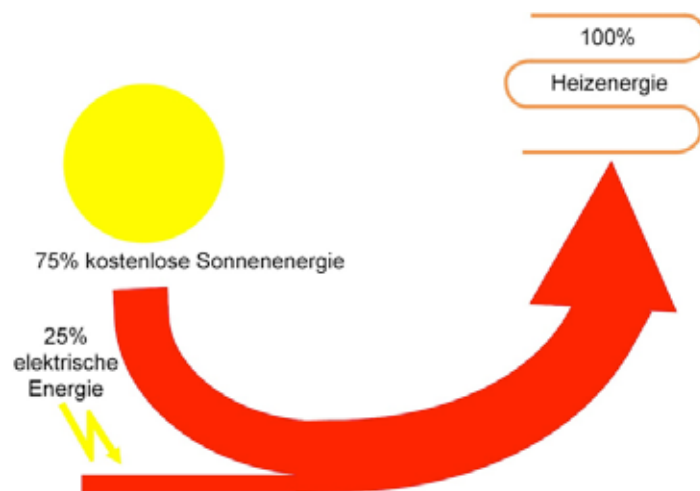 100%
Heizenergie
75% kostenlose Sonnenenergie
25%
elektrische
Energie